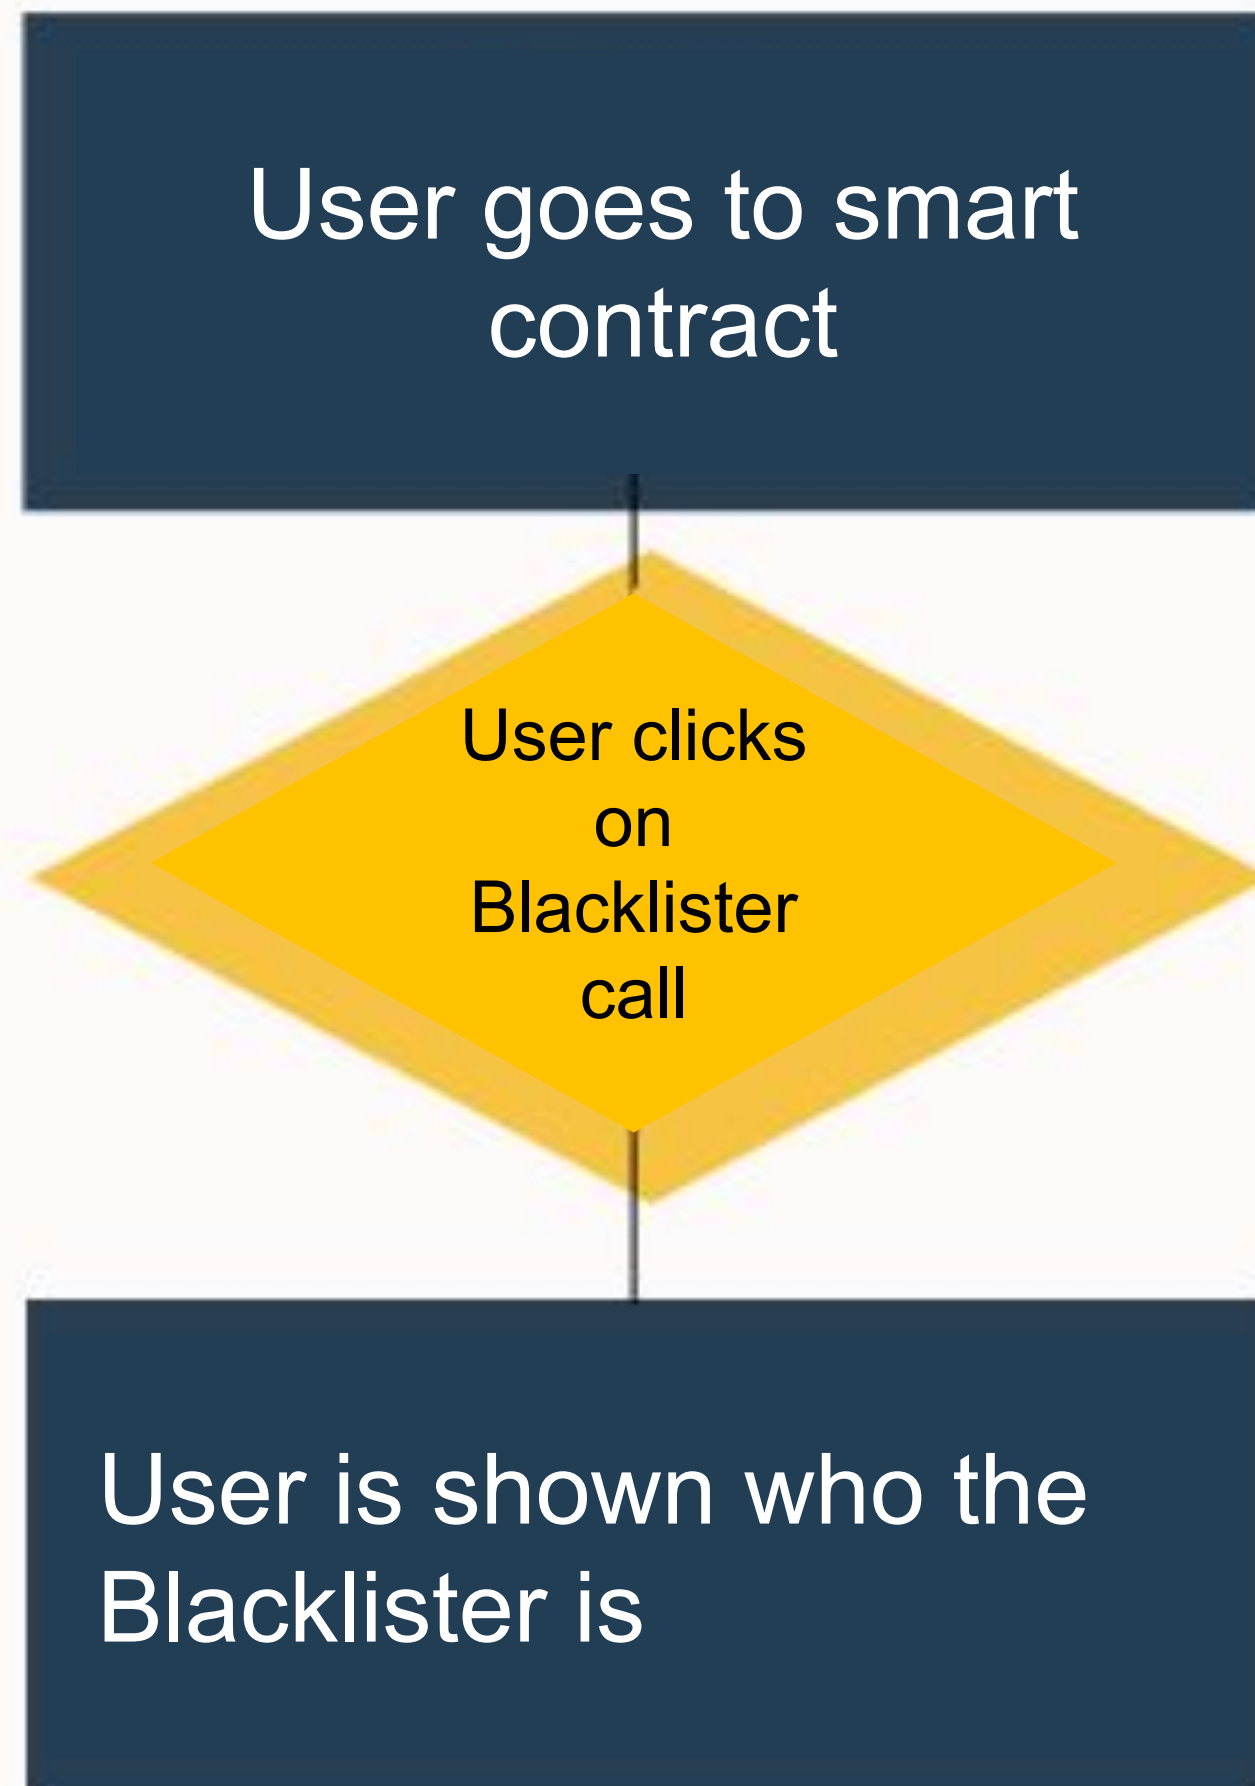 User goes to smart
contract
User clicks
on
Blacklister
call
User is shown who the
Blacklister is